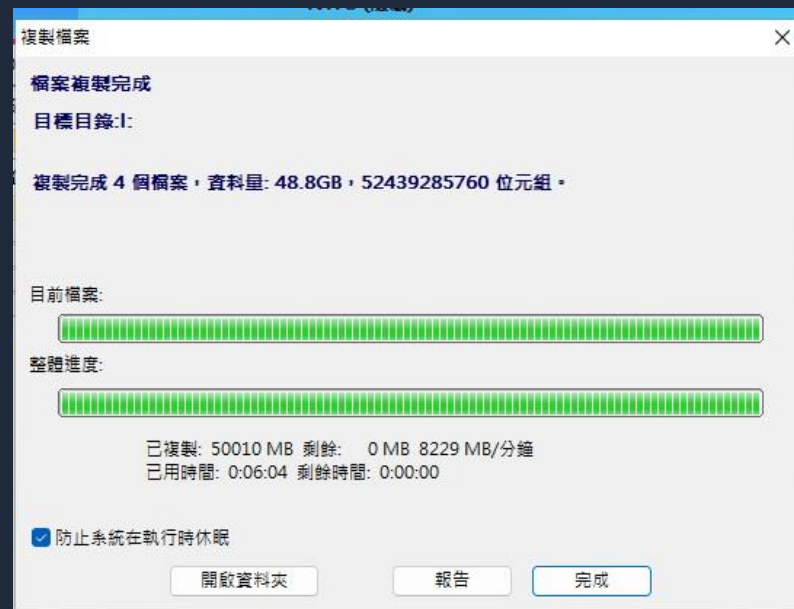 複製檔案
檔案複製完成
目標目錄:I:
複製完成 4 個檔案，資料量: 48.8GB，52439285760 位元組。
目前檔案:
整體進度:
已複製: 50010 MB 剩餘: 0 MB 8229 MB/分鐘
已用時間: 0:06:04 剩餘時間: 0:00:00
防止系統在執行時休眠
開啟資料夾 報告 完成